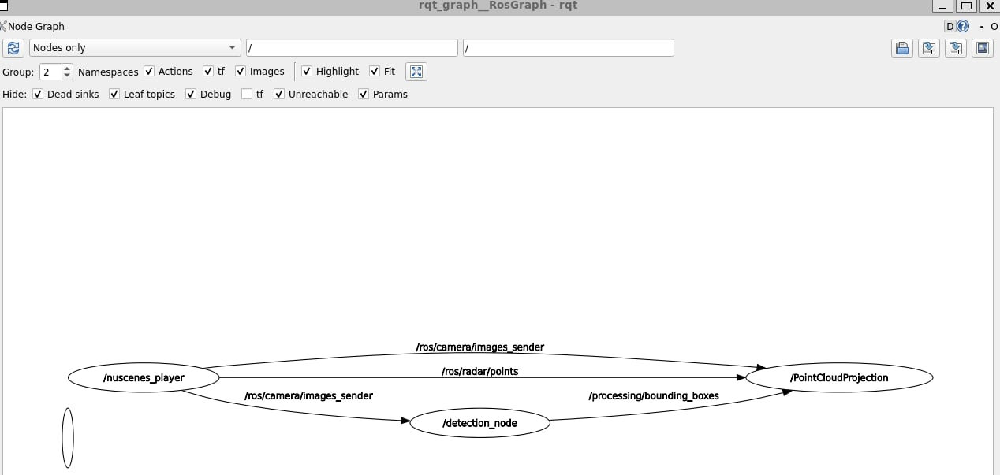 rqt_graph__RosGraph - rqt
Node Graph
D
- O
Nodes only
/
/
Group: 2 Namespaces Actions tf Images Highlight Fit
Hide: Dead sinks Leaf topics Debug tf Unreachable Params
/ros/camera/images_sender
/ros/radar/points
/nuscenes_player
/PointCloudProjection
/ros/camera/images_sender
/processing/bounding_boxes
/detection_node